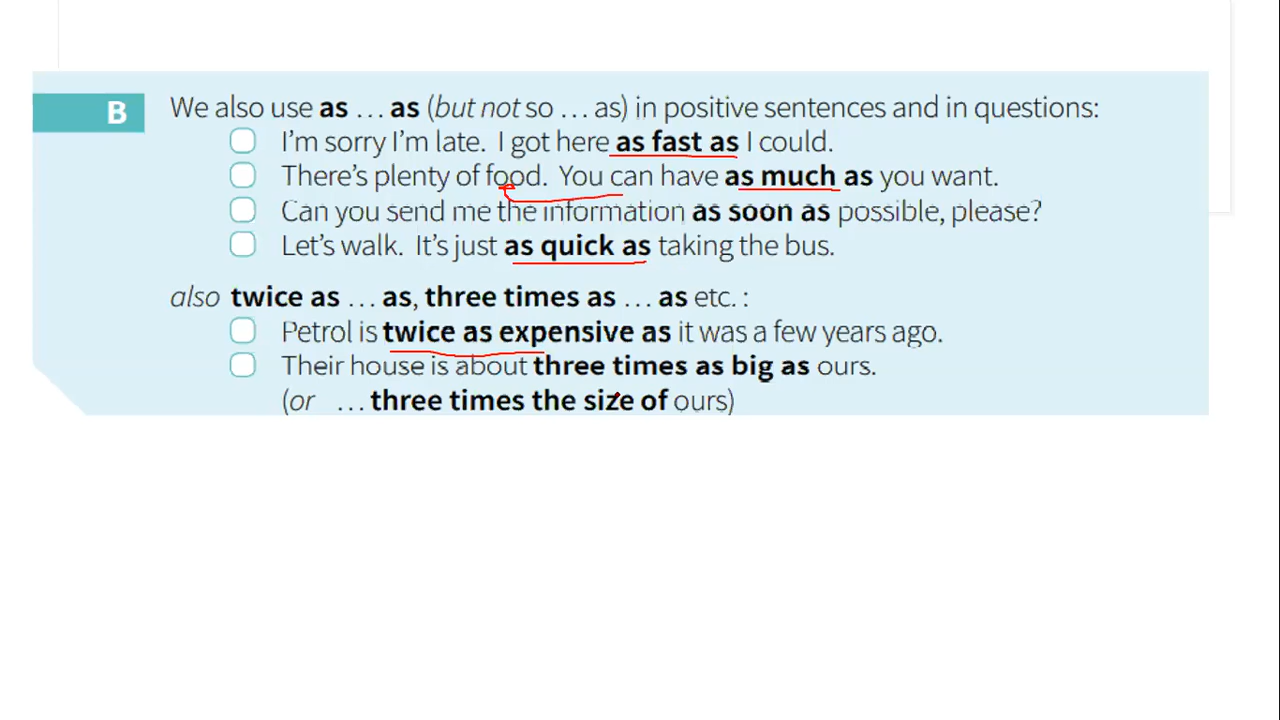 B We also use as … as (but not so … as) in positive sentences and in questions:
I’m sorry I’m late. I got here as fast as I could.
There’s plenty of food. You can have as much as you want.
Can you send me the information as soon as possible, please?
Let’s walk. It’s just as quick as taking the bus.
also twice as … as, three times as … as etc. :
Petrol is twice as expensive as it was a few years ago.
Their house is about three times as big as ours.
(or … three times the size of ours)